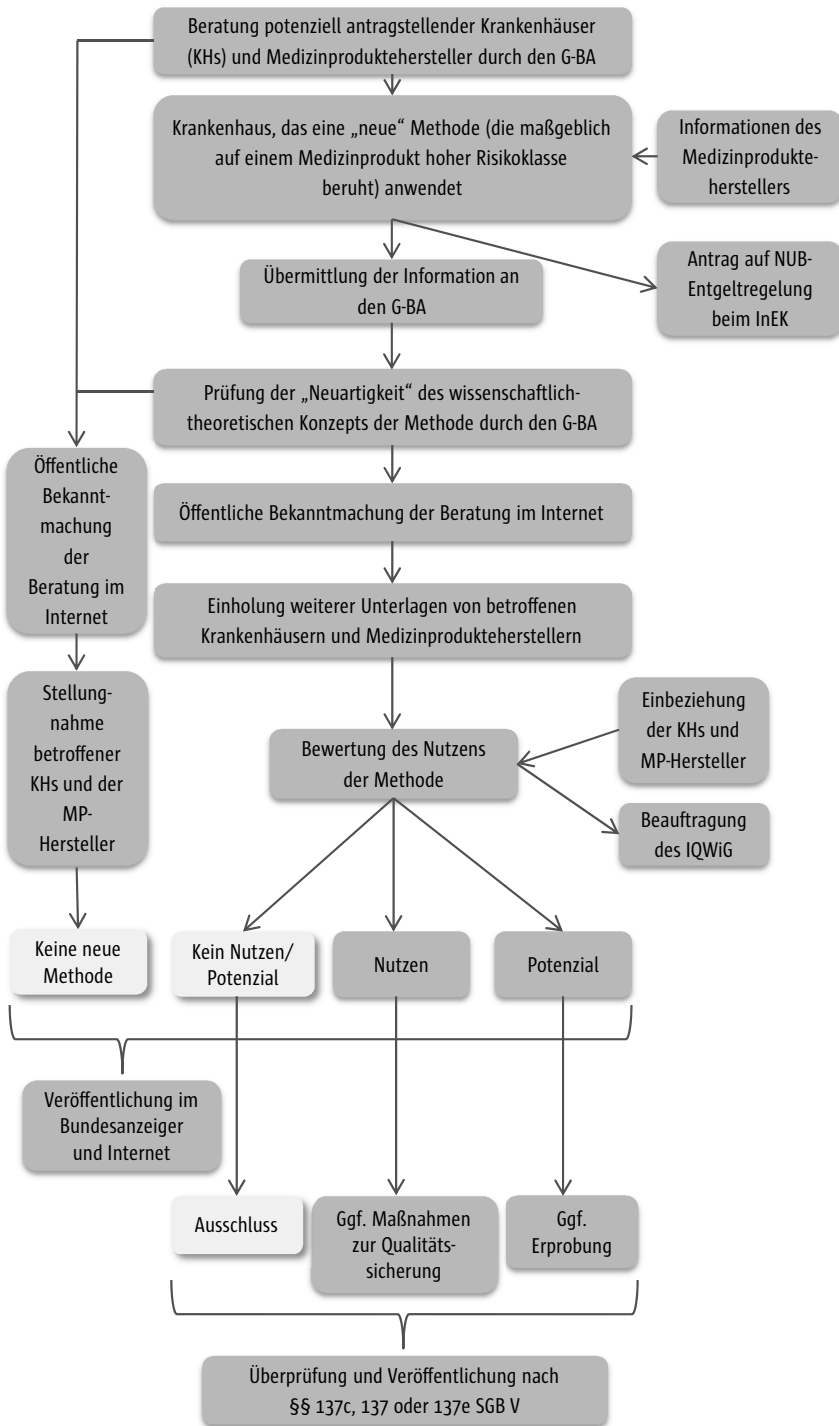 Beratung potenziell antragstellender Krankenhäuser
(KHs) und Medizinproduktehersteller durch den G-BA
Krankenhaus, das eine „neue“ Methode (die maßgeblich
auf einem Medizinprodukt hoher Risikoklasse
beruht) anwendet
Informationen des
Medizinprodukte-
herstellers
Übermittlung der Information an
den G-BA
Antrag auf NUB-
Entgeltregelung
beim InEK
Prüfung der „Neuartigkeit“ des wissenschaftlich-
theoretischen Konzepts der Methode durch den G-BA
Öffentliche
Bekannt-
machung
der
Beratung im
Internet
Öffentliche Bekanntmachung der Beratung im Internet
Einholung weiterer Unterlagen von betroffenen
Krankenhäusern und Medizinprodukteherstellern
Stellung-
nahme
betroffener
KHs und der
MP-
Hersteller
Bewertung des Nutzens
der Methode
Einbeziehung
der KHs und
MP-Hersteller
Beauftragung
des IQWiG
Keine neue
Methode
Kein Nutzen/
Potenzial
Nutzen
Potenzial
Veröffentlichung im
Bundesanzeiger
und Internet
Ausschluss
Ggf. Maßnahmen
zur Qualitäts-
sicherung
Ggf.
Erprobung
Überprüfung und Veröffentlichung nach
§§ 137c, 137 oder 137e SGB V